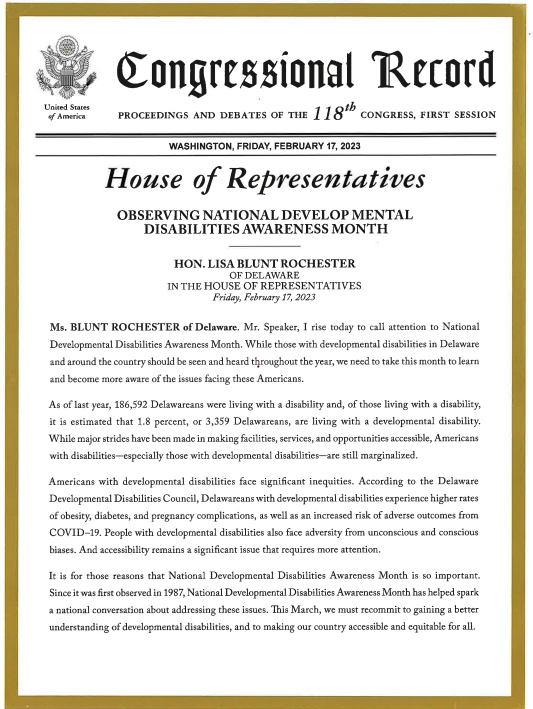 Congressional Record
United States
of America
PROCEEDINGS AND DEBATES OF THE 118th CONGRESS, FIRST SESSION
WASHINGTON, FRIDAY, FEBRUARY 17, 2023
House of Representatives
OBSERVING NATIONAL DEVELOP MENTAL
DISABILITIES AWARENESS MONTH
HON. LISA BLUNT ROCHESTER
OF DELAWARE
IN THE HOUSE OF REPRESENTATIVES
Friday, February 17, 2023
Ms. BLUNT ROCHESTER of Delaware. Mr. Speaker, I rise today to call attention to National
Developmental Disabilities Awareness Month. While those with developmental disabilities in Delaware
and around the country should be seen and heard throughout the year, we need to take this month to learn
and become more aware of the issues facing these Americans.
As of last year, 186,592 Delawareans were living with a disability and, of those living with a disability,
it is estimated that 1.8 percent, or 3,359 Delawareans, are living with a developmental disability.
While major strides have been made in making facilities, services, and opportunities accessible, Americans
with disabilities—especially those with developmental disabilities—are still marginalized.
Americans with developmental disabilities face significant inequities. According to the Delaware
Developmental Disabilities Council, Delawareans with developmental disabilities experience higher rates
of obesity, diabetes, and pregnancy complications, as well as an increased risk of adverse outcomes from
COVID–19. People with developmental disabilities also face adversity from unconscious and conscious
biases. And accessibility remains a significant issue that requires more attention.
It is for those reasons that National Developmental Disabilities Awareness Month is so important.
Since it was first observed in 1987, National Developmental Disabilities Awareness Month has helped spark
a national conversation about addressing these issues. This March, we must recommit to gaining a better
understanding of developmental disabilities, and to making our country accessible and equitable for all.